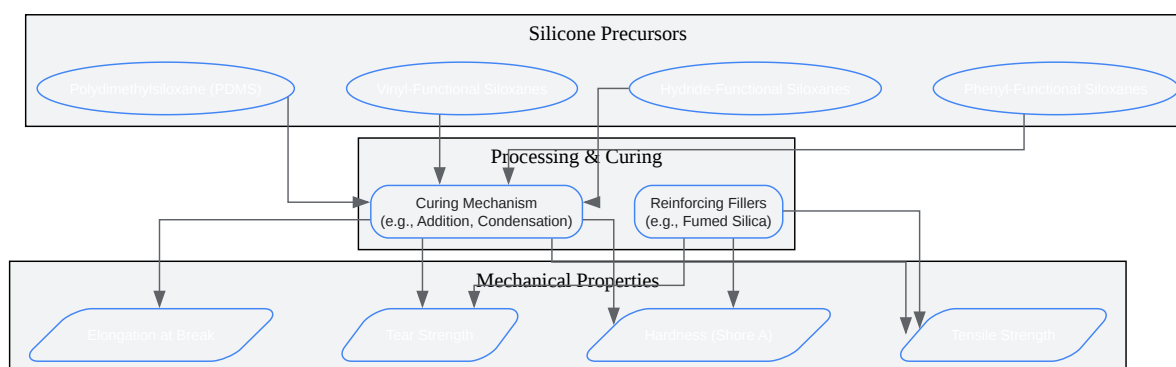 Silicone Precursors
Polydimethylsiloxane (PDMS)
Vinyl-Functional Siloxanes
Hydride-Functional Siloxanes
Phenyl-Functional Siloxanes
Processing & Curing
Curing Mechanism
(e.g., Addition, Condensation)
Reinforcing Fillers
(e.g., Fumed Silica)
Mechanical Properties
Elongation at Break
Tear Strength
Hardness (Shore A)
Tensile Strength